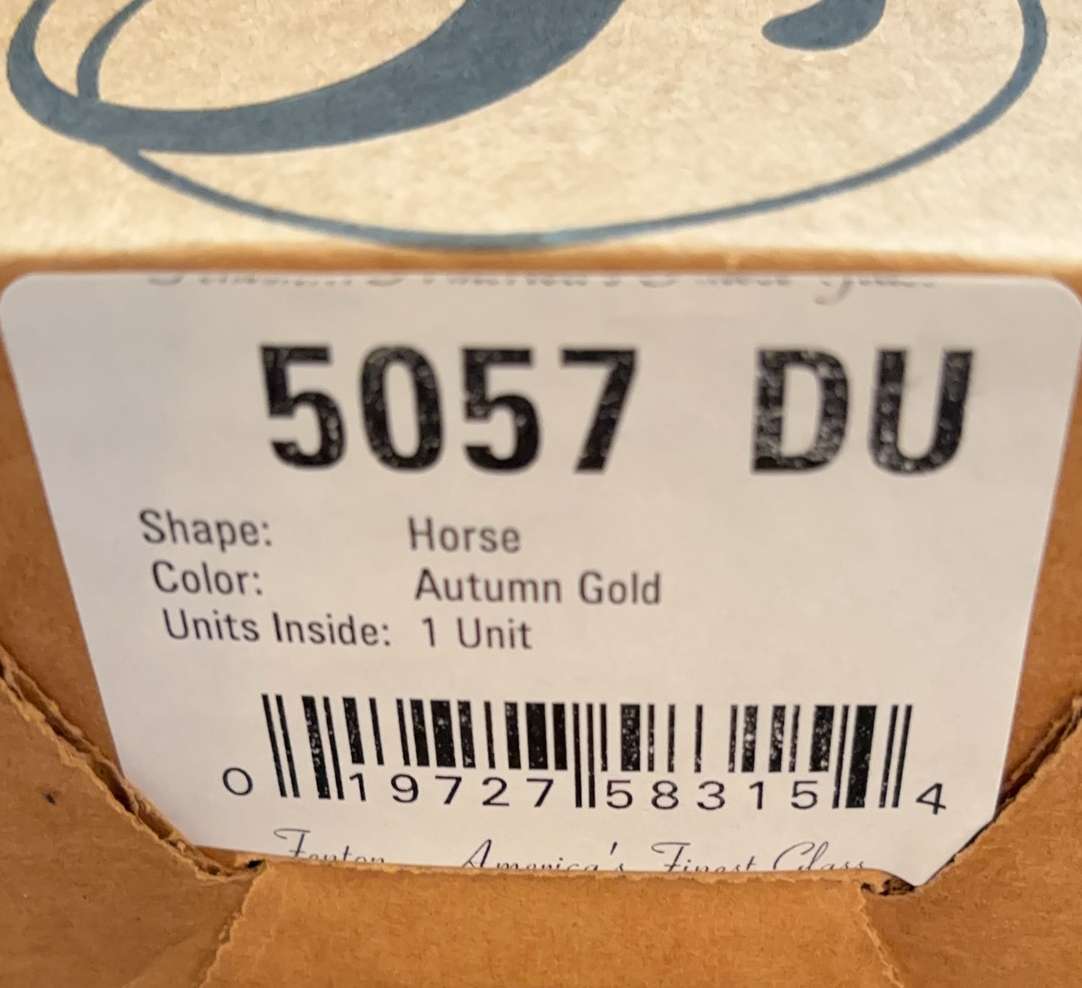 5057 DU
Shape: Horse
Color: Autumn Gold
Units Inside: 1 Unit
0 19727 58315 4
Fenton America's Finest Glass